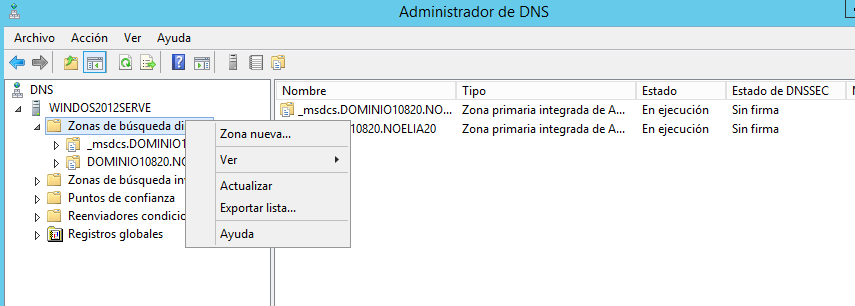 Administrador de DNS
Archivo Acción Ver Ayuda
DNS
WINDOS2012SERVE
Zonas de búsqueda di
_msdcs.DOMINIO1
DOMINIO10820.NO
Zonas de búsqueda in
Puntos de confianza
Reenviadores condicio
Registros globales
Zona nueva...
Ver
Actualizar
Exportar lista...
Ayuda
Nombre Tipo Estado Estado de DNSSEC M
_msdcs.DOMINIO10820.NO... Zona primaria integrada de A... En ejecución Sin firma
10820.NOELIA20 Zona primaria integrada de A... En ejecución Sin firma